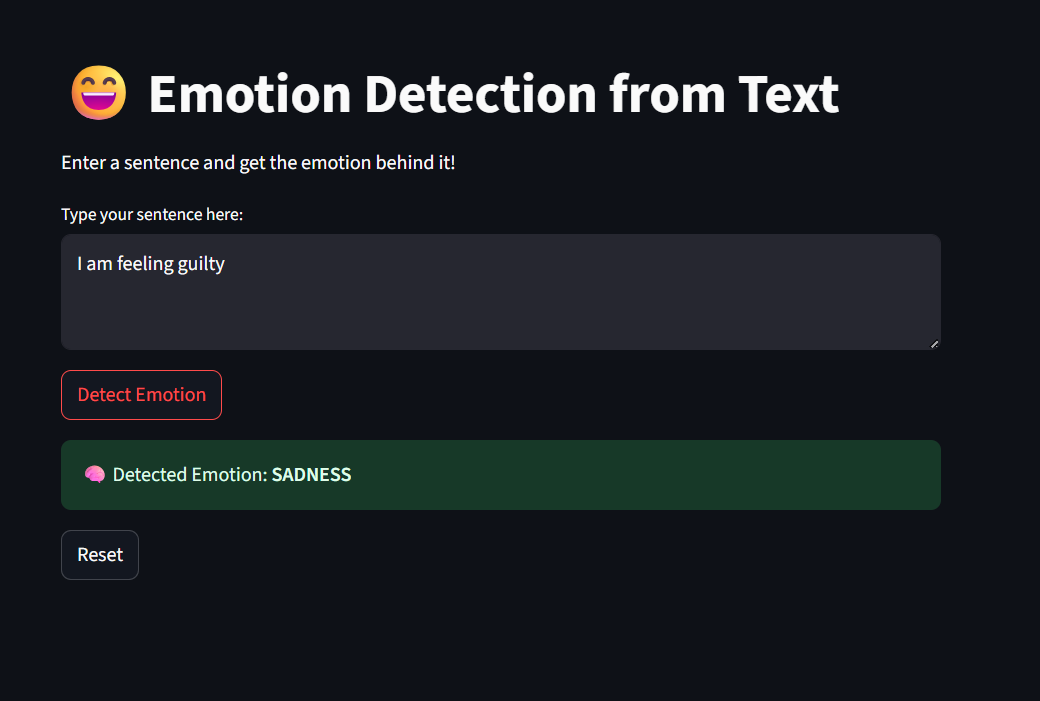 😄 Emotion Detection from Text
Enter a sentence and get the emotion behind it!
Type your sentence here:
I am feeling guilty
Detect Emotion
🧠 Detected Emotion: SADNESS
Reset